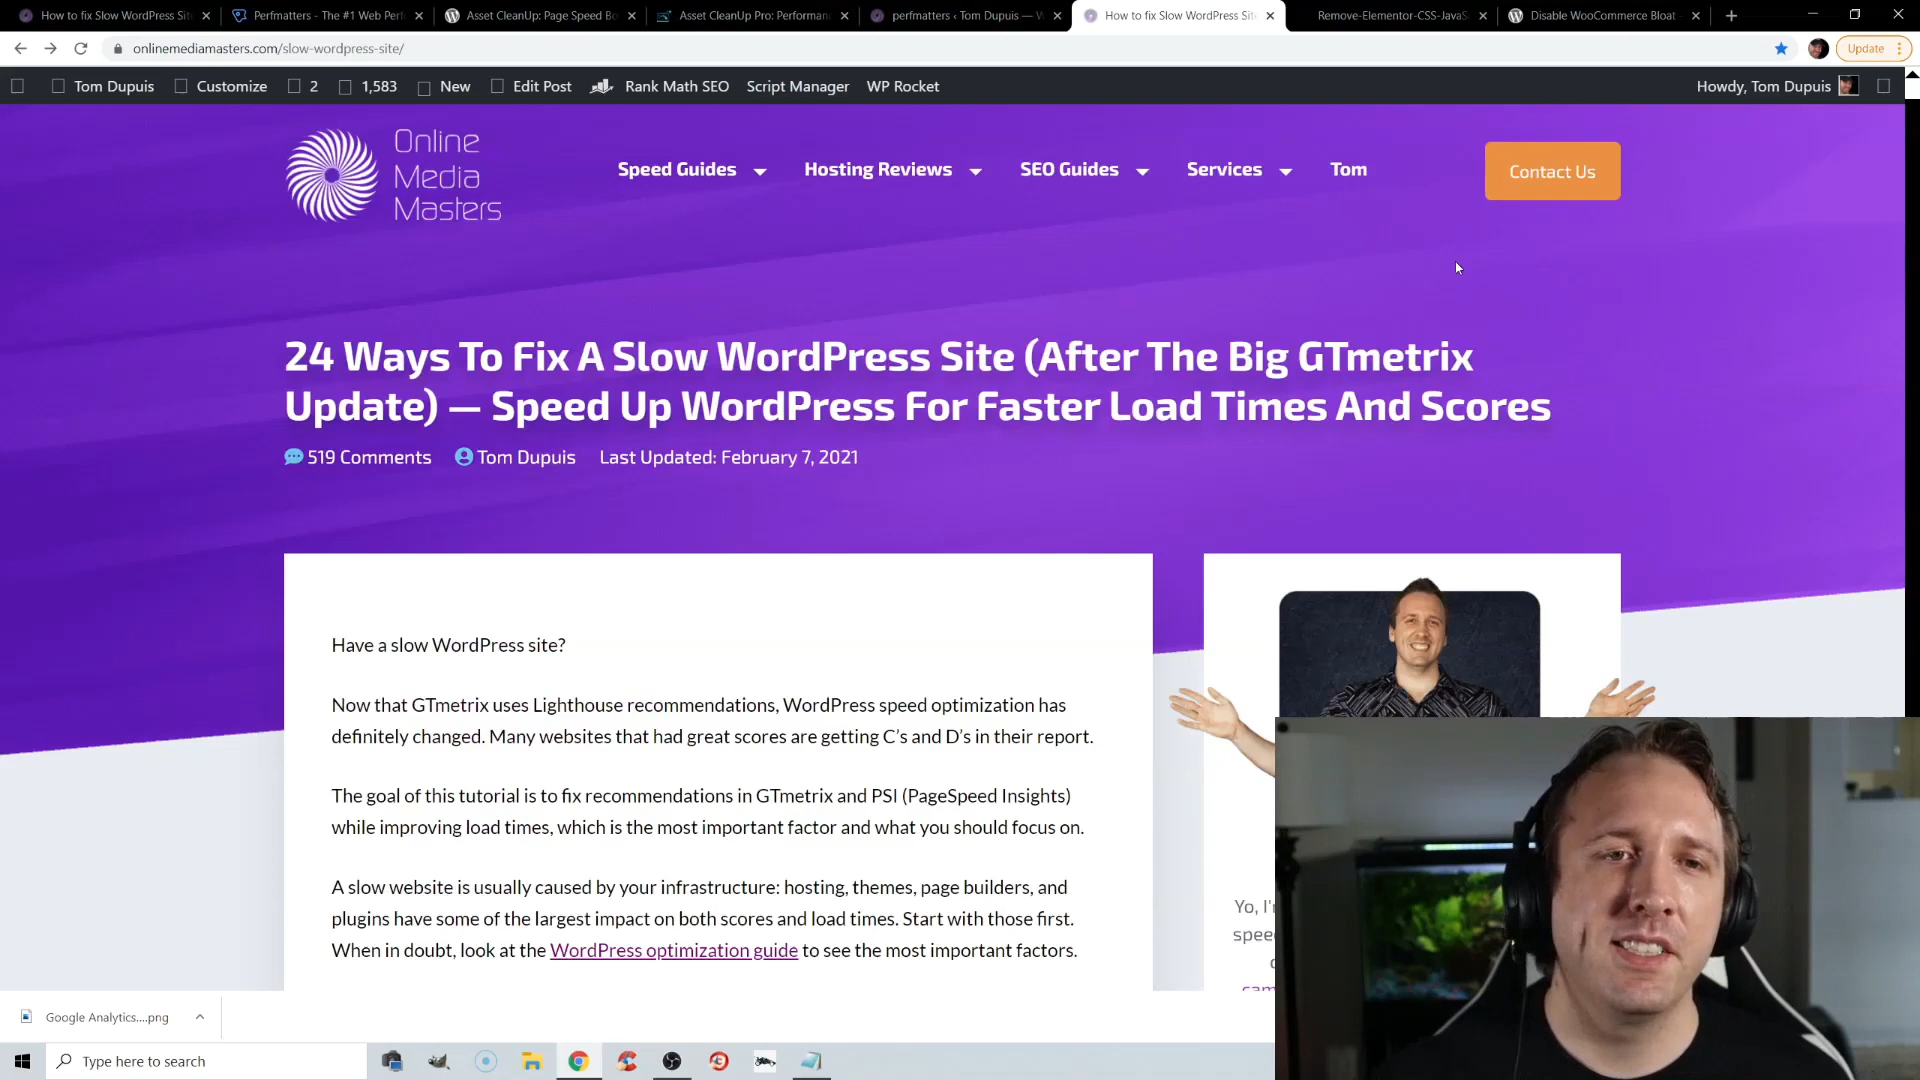 How to fix Slow WordPress Sit
Perfmatters - The #1 Web Perf
Asset CleanUp: Page Speed Bo
Asset CleanUp Pro: Performan
perfmatters ‹ Tom Dupuis —
How to fix Slow WordPress Sit
Remove-Elementor-CSS-JavaS
Disable WooCommerce Bloat
onlinemediamasters.com/slow-wordpress-site/
Update
Tom Dupuis Customize 2 1,583 New Edit Post Rank Math SEO Script Manager WP Rocket
Howdy, Tom Dupuis
Online
Media
Masters
Speed Guides Hosting Reviews SEO Guides Services Tom
Contact Us
24 Ways To Fix A Slow WordPress Site (After The Big GTmetrix
Update) — Speed Up WordPress For Faster Load Times And Scores
519 Comments Tom Dupuis Last Updated: February 7, 2021
Have a slow WordPress site?
Now that GTmetrix uses Lighthouse recommendations, WordPress speed optimization has
definitely changed. Many websites that had great scores are getting C's and D's in their report.
The goal of this tutorial is to fix recommendations in GTmetrix and PSI (PageSpeed Insights)
while improving load times, which is the most important factor and what you should focus on.
A slow website is usually caused by your infrastructure: hosting, themes, page builders, and
plugins have some of the largest impact on both scores and load times. Start with those first.
When in doubt, look at the WordPress optimization guide to see the most important factors.
Yo, I'
spee
c
cam
Google Analytics....png
Type here to search